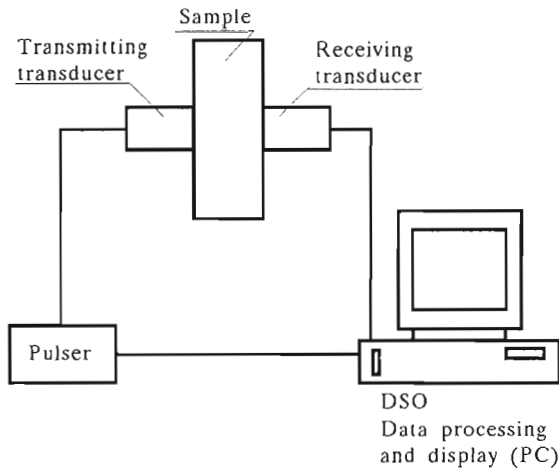 Sample
Transmitting
transducer
Receiving
transducer
Pulser
DSO
Data processing
and display (PC)